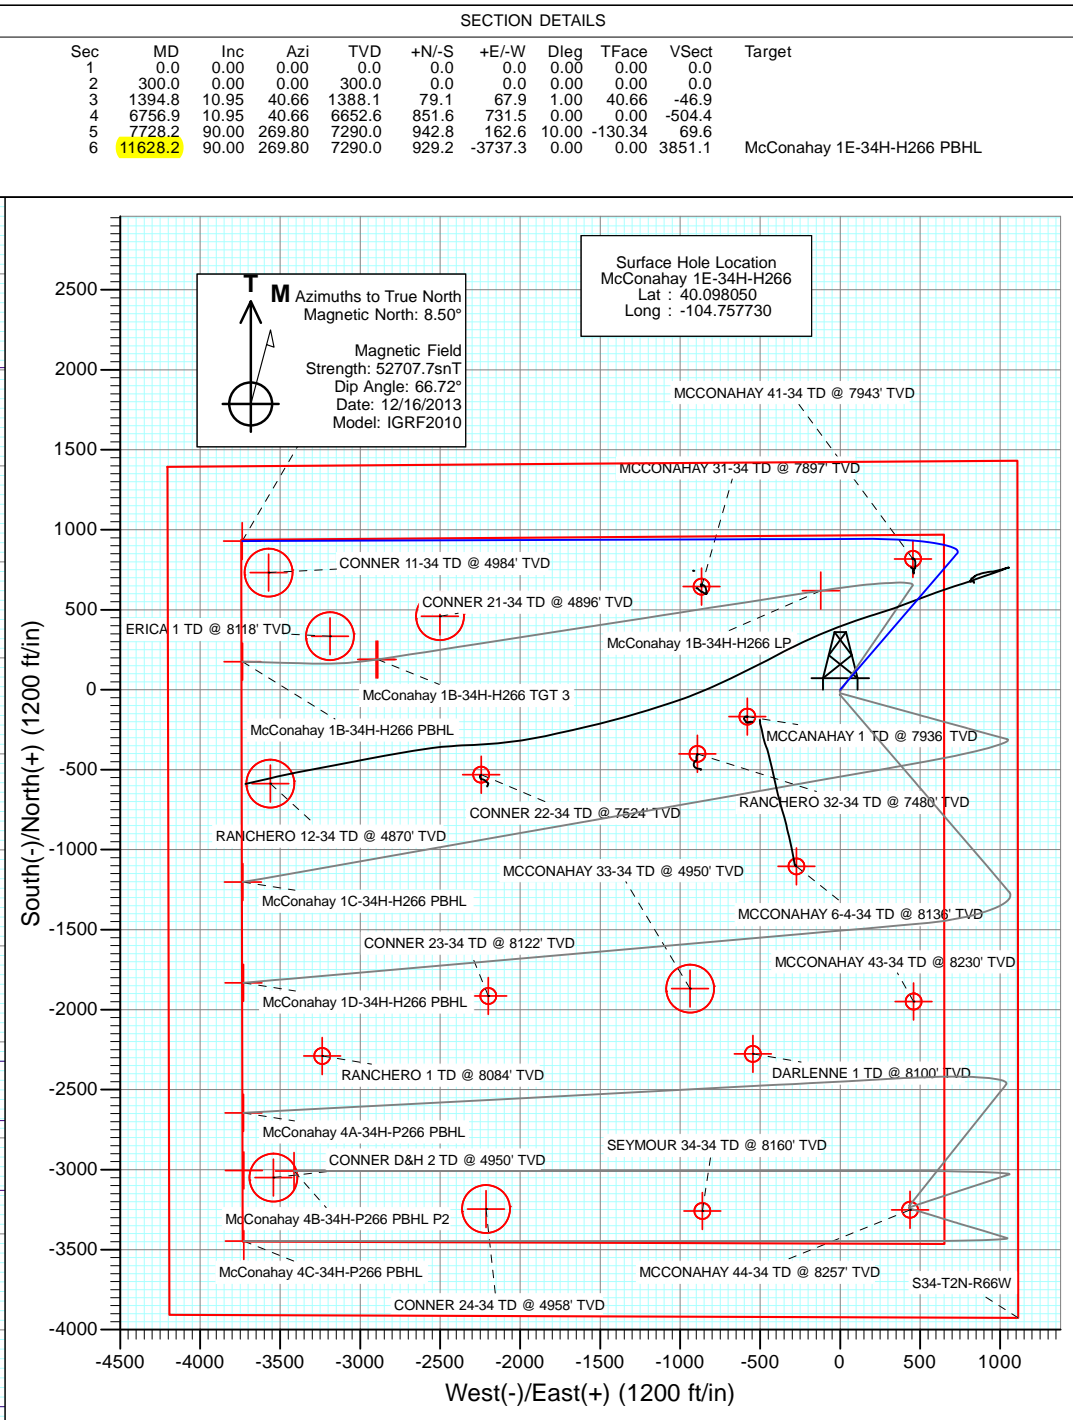 SECTION DETAILS
Sec MD Inc Azi TVD +N/-S +E/-W Dleg TFace VSect Target
1 0.0 0.00 0.00 0.0 0.0 0.0 0.00 0.00 0.0
2 300.0 0.00 0.00 300.0 0.0 0.0 0.00 0.00 0.0
3 1394.8 10.95 40.66 1388.1 79.1 67.9 1.00 40.66 -46.9
4 6756.9 10.95 40.66 6652.6 851.6 731.5 0.00 0.00 -504.4
5 7728.2 90.00 269.80 7290.0 942.8 162.6 10.00 -130.34 69.6
6 11628.2 90.00 269.80 7290.0 929.2 -3737.3 0.00 0.00 3851.1 McConahay 1E-34H-H266 PBHL
Surface Hole Location
McConahay 1E-34H-H266
Lat : 40.098050
Long : -104.757730
T
M
Azimuths to True North
Magnetic North: 8.50°
Magnetic Field
Strength: 52707.7snT
Dip Angle: 66.72°
Date: 12/16/2013
Model: IGRF2010
MCCONAHAY 41-34 TD @ 7943' TVD
MCCONAHAY 31-34 TD @ 7897' TVD
CONNER 11-34 TD @ 4984' TVD
CONNER 21-34 TD @ 4896' TVD
ERICA 1 TD @ 8118' TVD
McConahay 1B-34H-H266 LP
McConahay 1B-34H-H266 TGT 3
McConahay 1B-34H-H266 PBHL
MCCANAHAY 1 TD @ 7936' TVD
RANCHERO 32-34 TD @ 7480' TVD
CONNER 22-34 TD @ 7524' TVD
RANCHERO 12-34 TD @ 4870' TVD
MCCONAHAY 33-34 TD @ 4950' TVD
McConahay 1C-34H-H266 PBHL
MCCONAHAY 6-4-34 TD @ 8136' TVD
CONNER 23-34 TD @ 8122' TVD
MCCONAHAY 43-34 TD @ 8230' TVD
McConahay 1D-34H-H266 PBHL
RANCHERO 1 TD @ 8084' TVD
DARLENNE 1 TD @ 8100' TVD
McConahay 4A-34H-P266 PBHL
SEYMOUR 34-34 TD @ 8160' TVD
CONNER D&H 2 TD @ 4950' TVD
McConahay 4B-34H-P266 PBHL P2
McConahay 4C-34H-P266 PBHL
MCCONAHAY 44-34 TD @ 8257' TVD
S34-T2N-R66W
CONNER 24-34 TD @ 4958' TVD
2500
2000
1500
1000
500
0
-500
-1000
-1500
-2000
-2500
-3000
-3500
-4000
South(-)/North(+) (1200 ft/in)
-4500 -4000 -3500 -3000 -2500 -2000 -1500 -1000 -500 0 500 1000
West(-)/East(+) (1200 ft/in)